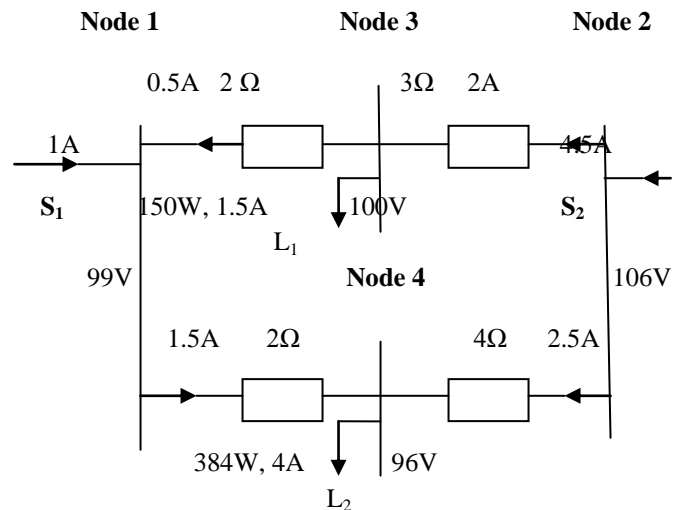 Node 1 Node 3 Node 2
0.5A 2 Ω 3Ω 2A
1A 4.5A
S1 150W, 1.5A 100V S2
L1
99V Node 4 106V
1.5A 2Ω 4Ω 2.5A
384W, 4A 96V
L2